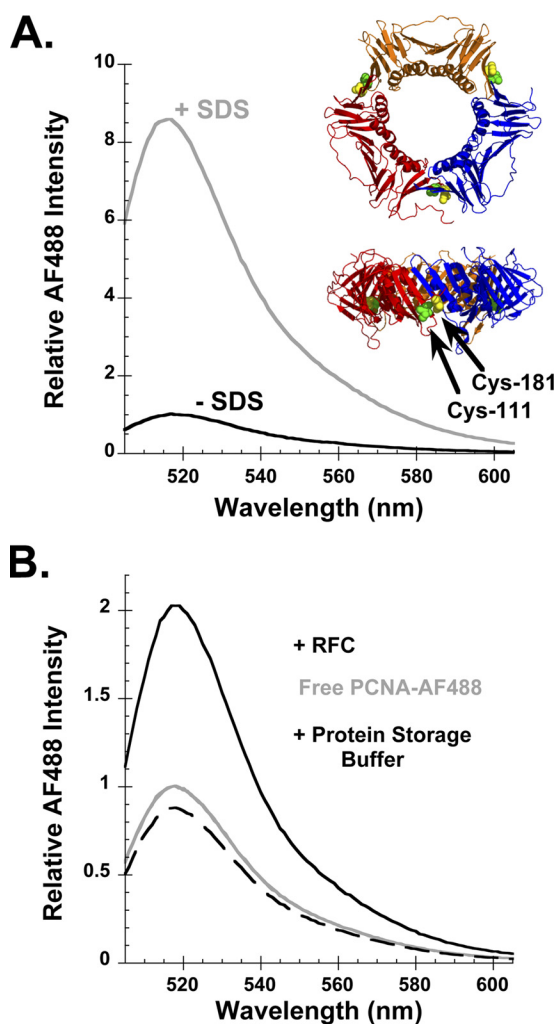 A.
10
8
6
4
2
0
Relative AF488 Intensity
+ SDS
- SDS
Cys-181
Cys-111
520 540 560 580 600
Wavelength (nm)
B.
2
1.5
1
0.5
0
Relative AF488 Intensity
+ RFC
Free PCNA-AF488
+ Protein Storage
Buffer
520 540 560 580 600
Wavelength (nm)